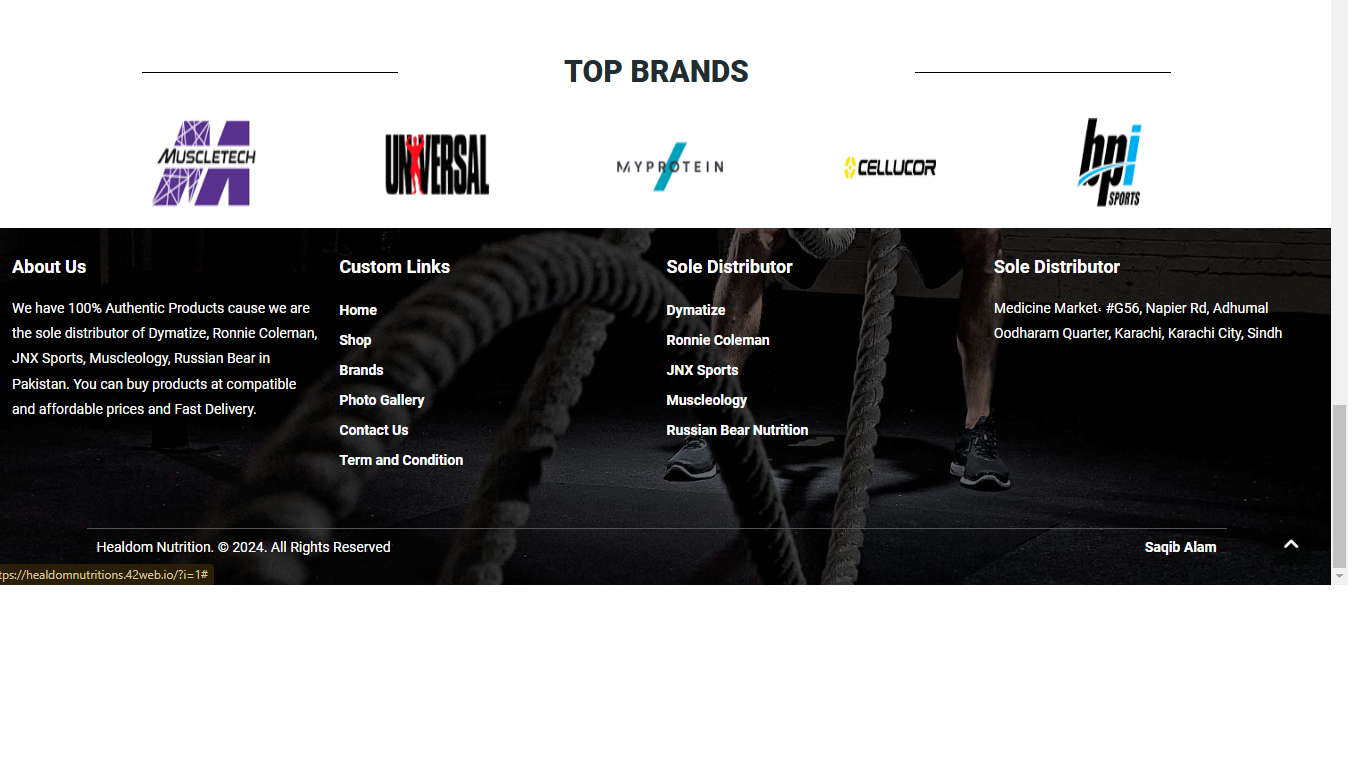 TOP BRANDS
MUSCLETECH
UNIVERSAL
MYPROTEIN
CELLUCOR
bpi
SPORTS
About Us
We have 100% Authentic Products cause we are
the sole distributor of Dymatize, Ronnie Coleman,
JNX Sports, Muscleology, Russian Bear in
Pakistan. You can buy products at compatible
and affordable prices and Fast Delivery.
Custom Links
Home
Shop
Brands
Photo Gallery
Contact Us
Term and Condition
Sole Distributor
Dymatize
Ronnie Coleman
JNX Sports
Muscleology
Russian Bear Nutrition
Sole Distributor
Medicine Market، #G56, Napier Rd, Adhumal
Oodharam Quarter, Karachi, Karachi City, Sindh
Healdom Nutrition. © 2024. All Rights Reserved
Saqib Alam
tps://healdomnutritions.42web.io/?i=1#